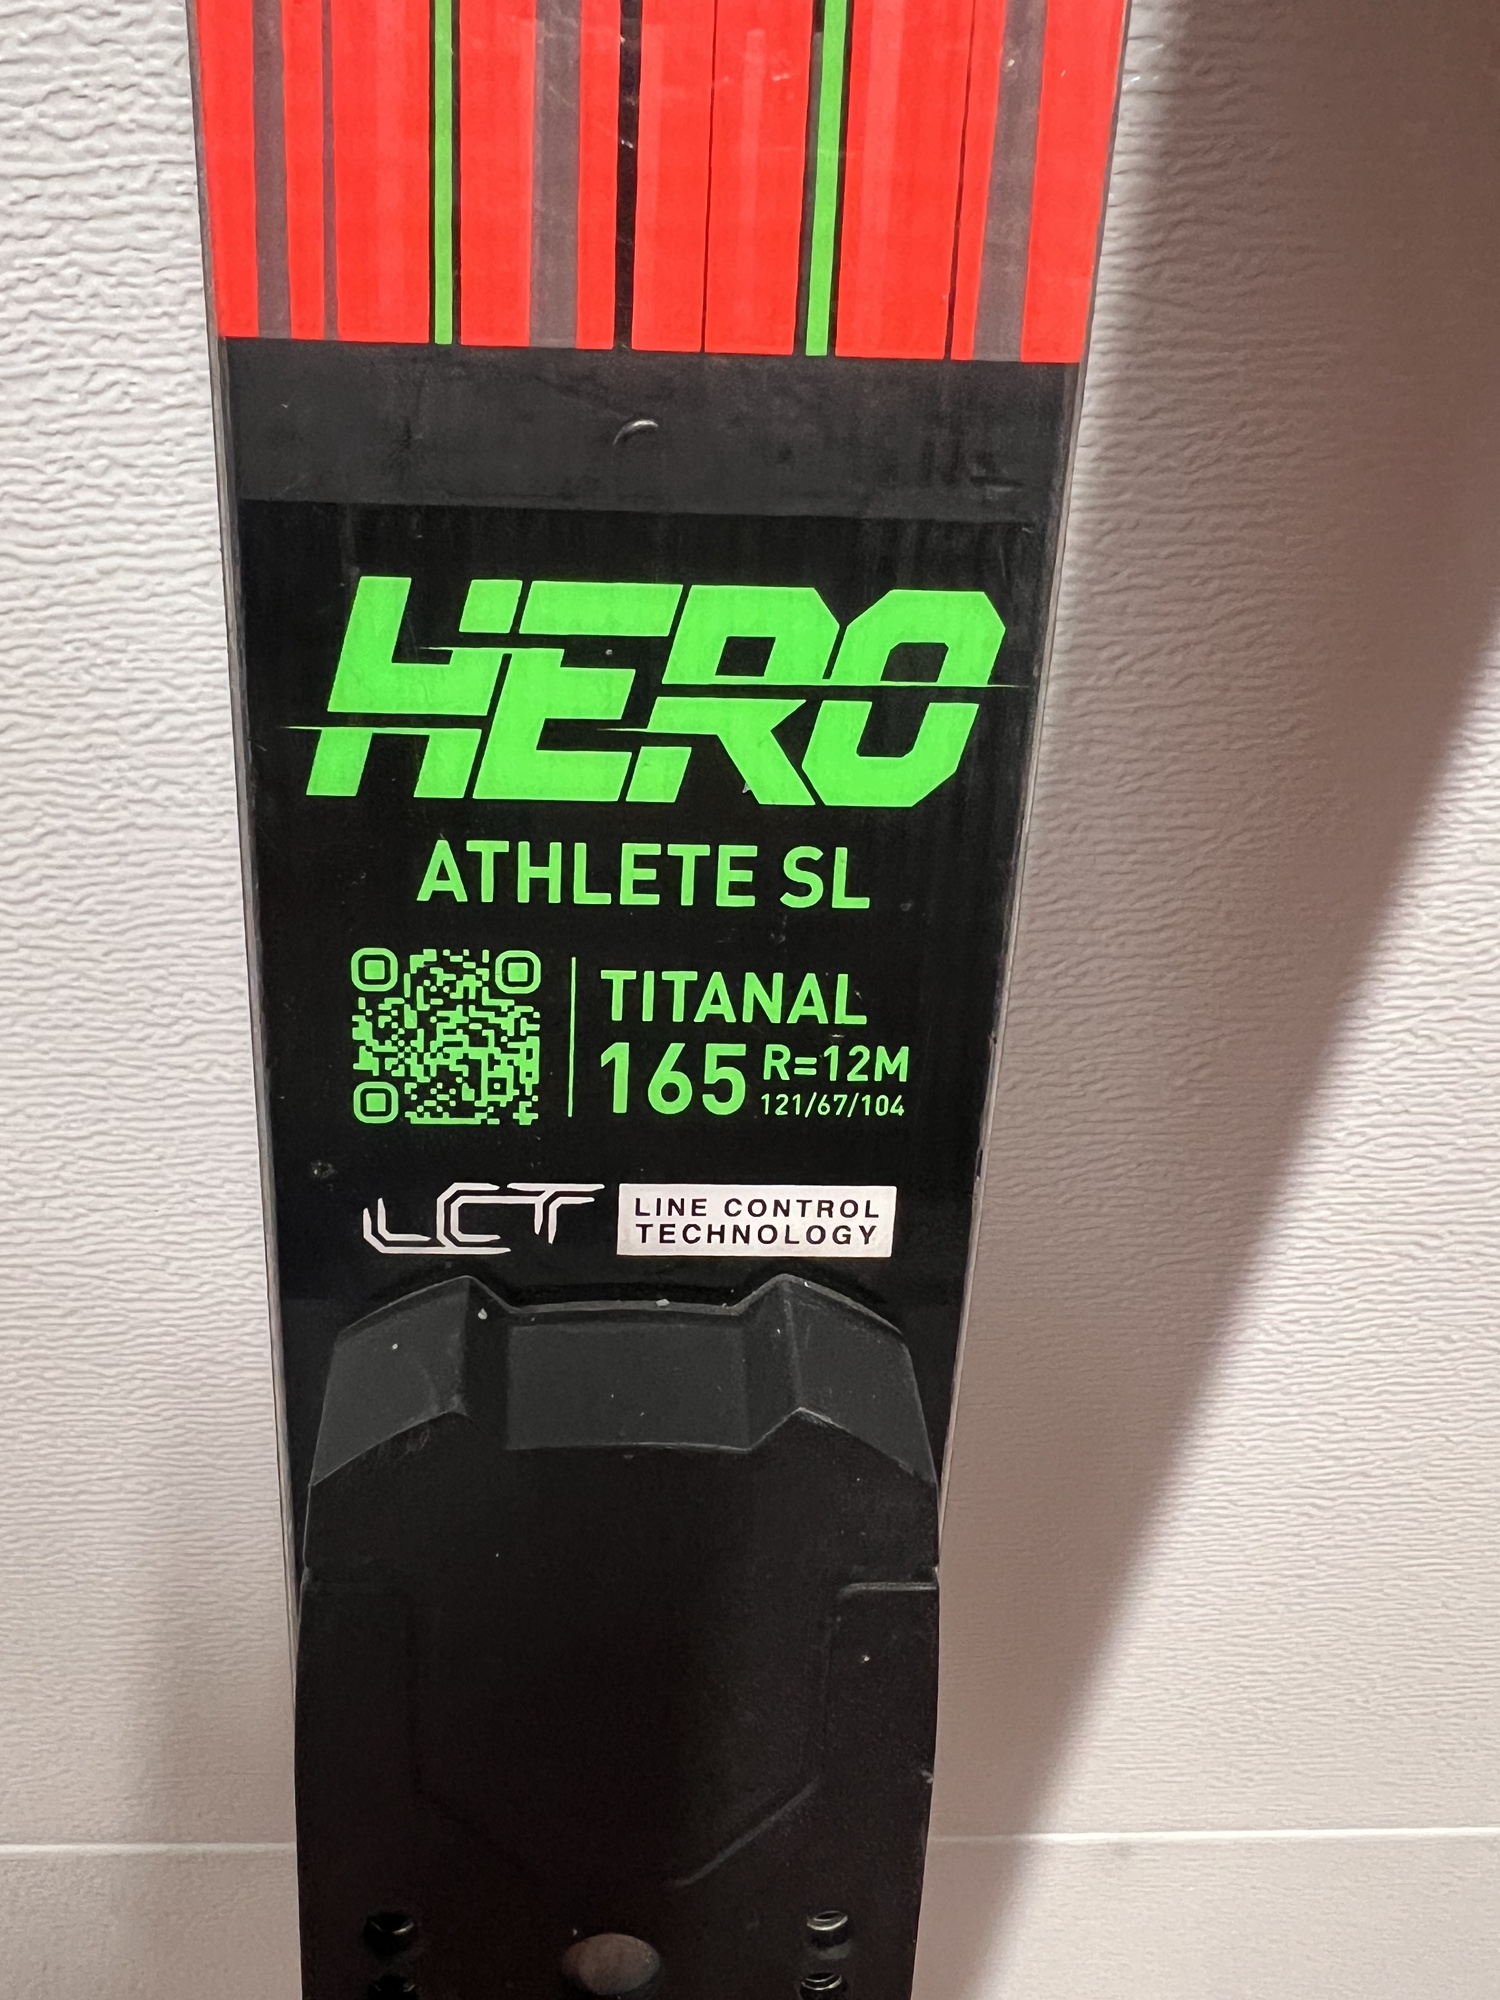 HERO
ATHLETE SL
TITANAL
165 R=12M
121/67/104
LCT LINE CONTROL
TECHNOLOGY